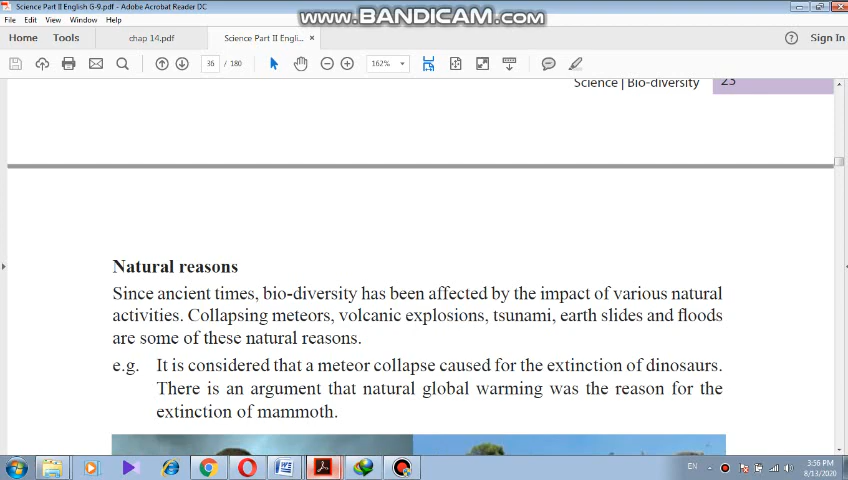 Science Part II English G-9.pdf - Adobe Acrobat Reader DC
www.BANDICAM.com
File Edit View Window Help
Home Tools chap 14.pdf Science Part II Engli... × Sign In
36 / 180 162%
Science | Bio-diversity 23
Natural reasons
Since ancient times, bio-diversity has been affected by the impact of various natural
activities. Collapsing meteors, volcanic explosions, tsunami, earth slides and floods
are some of these natural reasons.
e.g. It is considered that a meteor collapse caused for the extinction of dinosaurs.
There is an argument that natural global warming was the reason for the
extinction of mammoth.
EN 3:56 PM
8/13/2020